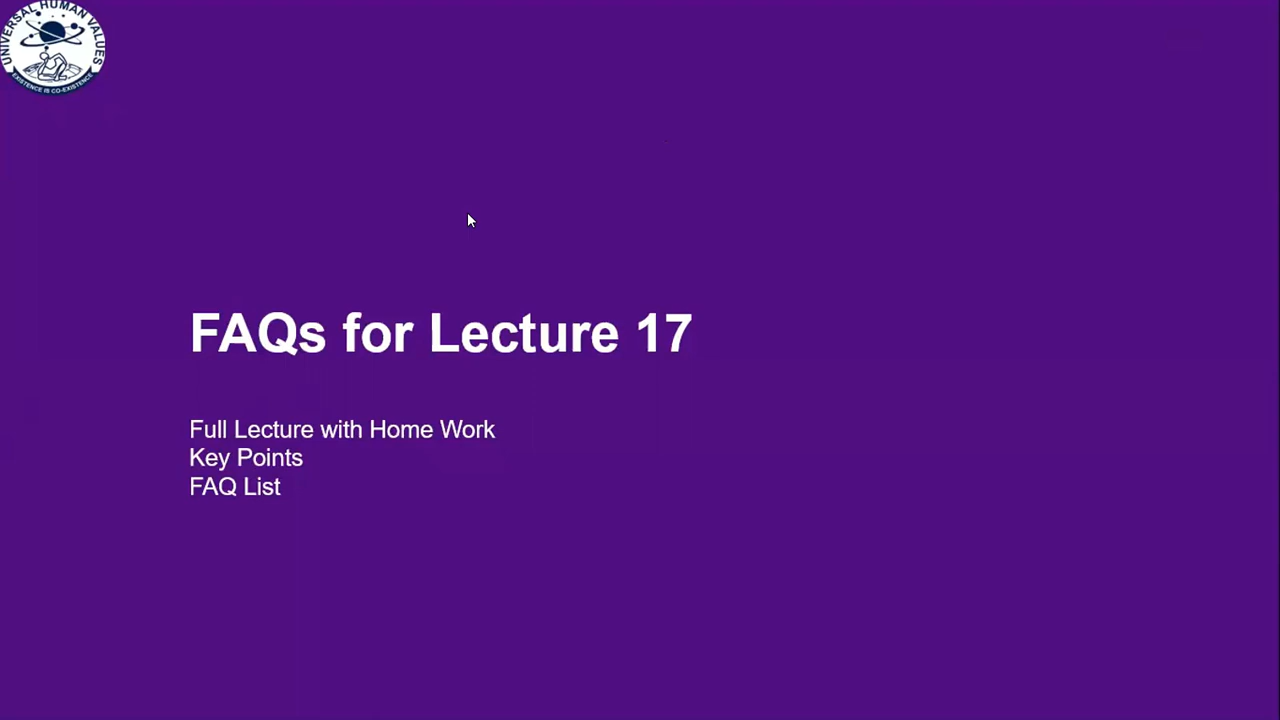 UNIVERSAL HUMAN VALUES
EXISTENCE IS CO-EXISTENCE
FAQs for Lecture 17
Full Lecture with Home Work
Key Points
FAQ List